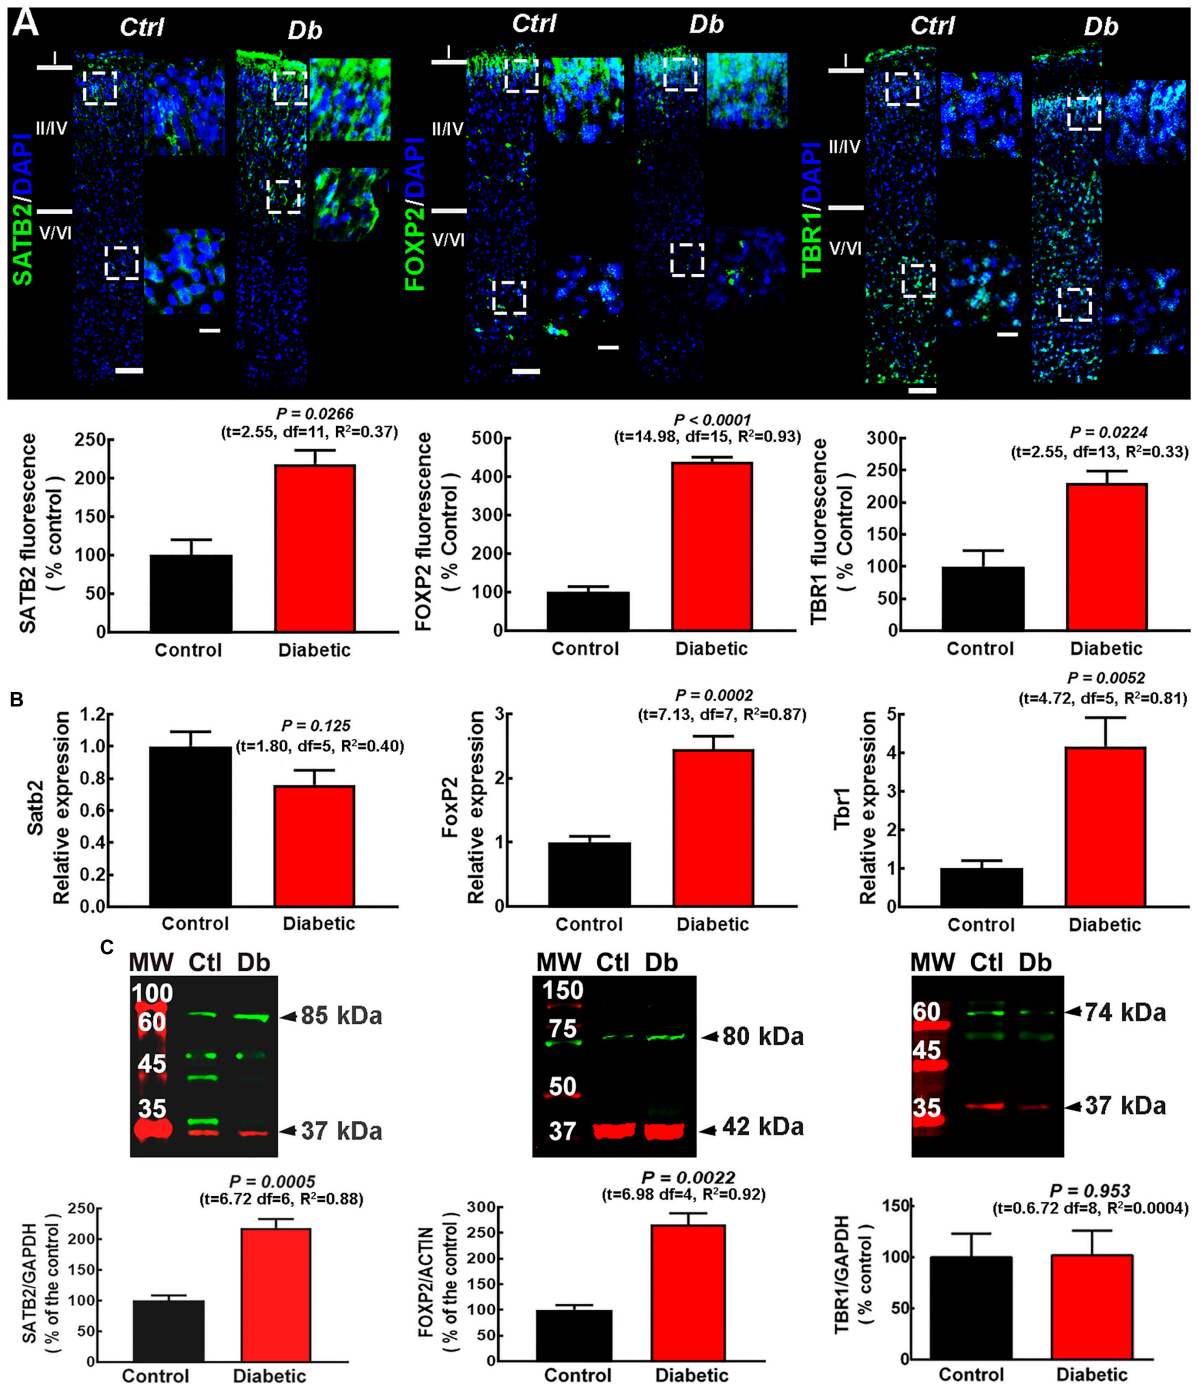 A
Ctrl Db
SATB2/DAPI
I
II/IV
V/VI
Ctrl Db
FOXP2/DAPI
I
II/IV
V/VI
Ctrl Db
TBR1/DAPI
I
II/IV
V/VI
P = 0.0266
(t=2.55, df=11, R²=0.37)
SATB2 fluorescence
( % control )
250
200
150
100
50
0
Control Diabetic
P < 0.0001
(t=14.98, df=15, R²=0.93)
FOXP2 fluorescence
( % Control )
500
400
300
200
100
0
Control Diabetic
P = 0.0224
(t=2.55, df=13, R²=0.33)
TBR1 fluorescence
( % Control )
300
250
200
150
100
50
0
Control Diabetic
B
P = 0.125
(t=1.80, df=5, R²=0.40)
Satb2
Relative expression
1.2
1.0
0.8
0.6
0.4
0.2
0.0
Control Diabetic
P = 0.0002
(t=7.13, df=7, R²=0.87)
FoxP2
Relative expression
3
2
1
0
Control Diabetic
P = 0.0052
(t=4.72, df=5, R²=0.81)
Tbr1
Relative expression
5
4
3
2
1
0
Control Diabetic
C
MW Ctl Db
100
60
45
35
85 kDa
37 kDa
MW Ctl Db
150
75
50
37
80 kDa
42 kDa
MW Ctl Db
60
45
35
74 kDa
37 kDa
P = 0.0005
(t=6.72 df=6, R²=0.88)
SATB2/GAPDH
( % of the control )
250
200
150
100
50
0
Control Diabetic
P = 0.0022
(t=6.98 df=4, R²=0.92)
FOXP2/ACTIN
( % of the control )
300
250
200
150
100
50
0
Control Diabetic
P = 0.953
(t=0.6.72 df=8, R²=0.0004)
TBR1/GAPDH
( % control )
150
100
50
0
Control Diabetic